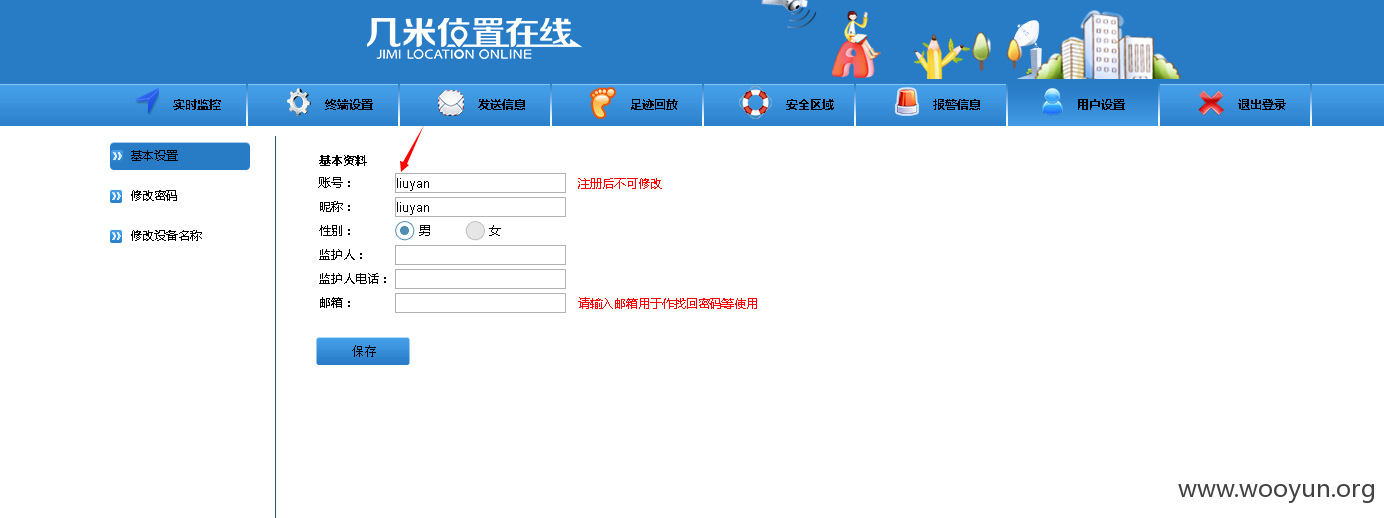 几米位置在线
JIMI LOCATION ONLINE
实时监控 终端设置 发送信息 足迹回放 安全区域 报警信息 用户设置 退出登录
基本设置
修改密码
修改设备名称
基本资料
账号： liuyan 注册后不可修改
昵称： liuyan
性别： 男 女
监护人：
监护人电话：
邮箱： 请输入邮箱用于作找回密码等使用
保存
www.wooyun.org